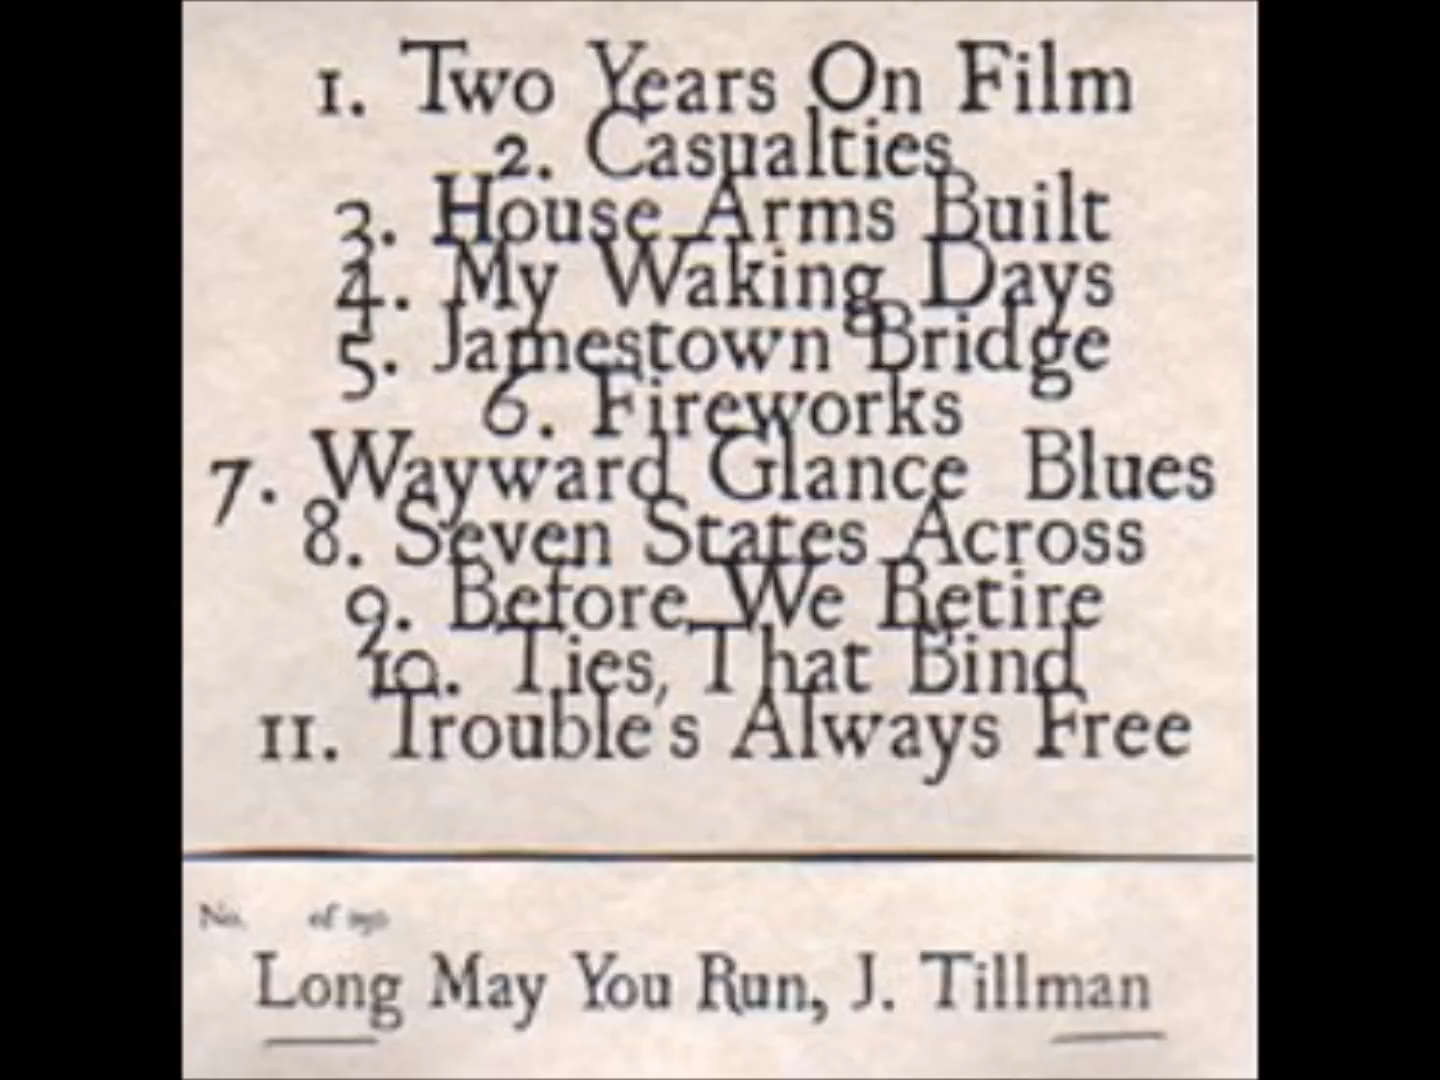 1. Two Years On Film
2. Casualties
3. House Arms Built
4. My Waking Days
5. Jamestown Bridge
6. Fireworks
7. Wayward Glance Blues
8. Seven States Across
9. Before We Retire
10. Ties, That Bind
11. Trouble's Always Free
No. of
Long May You Run, J. Tillman